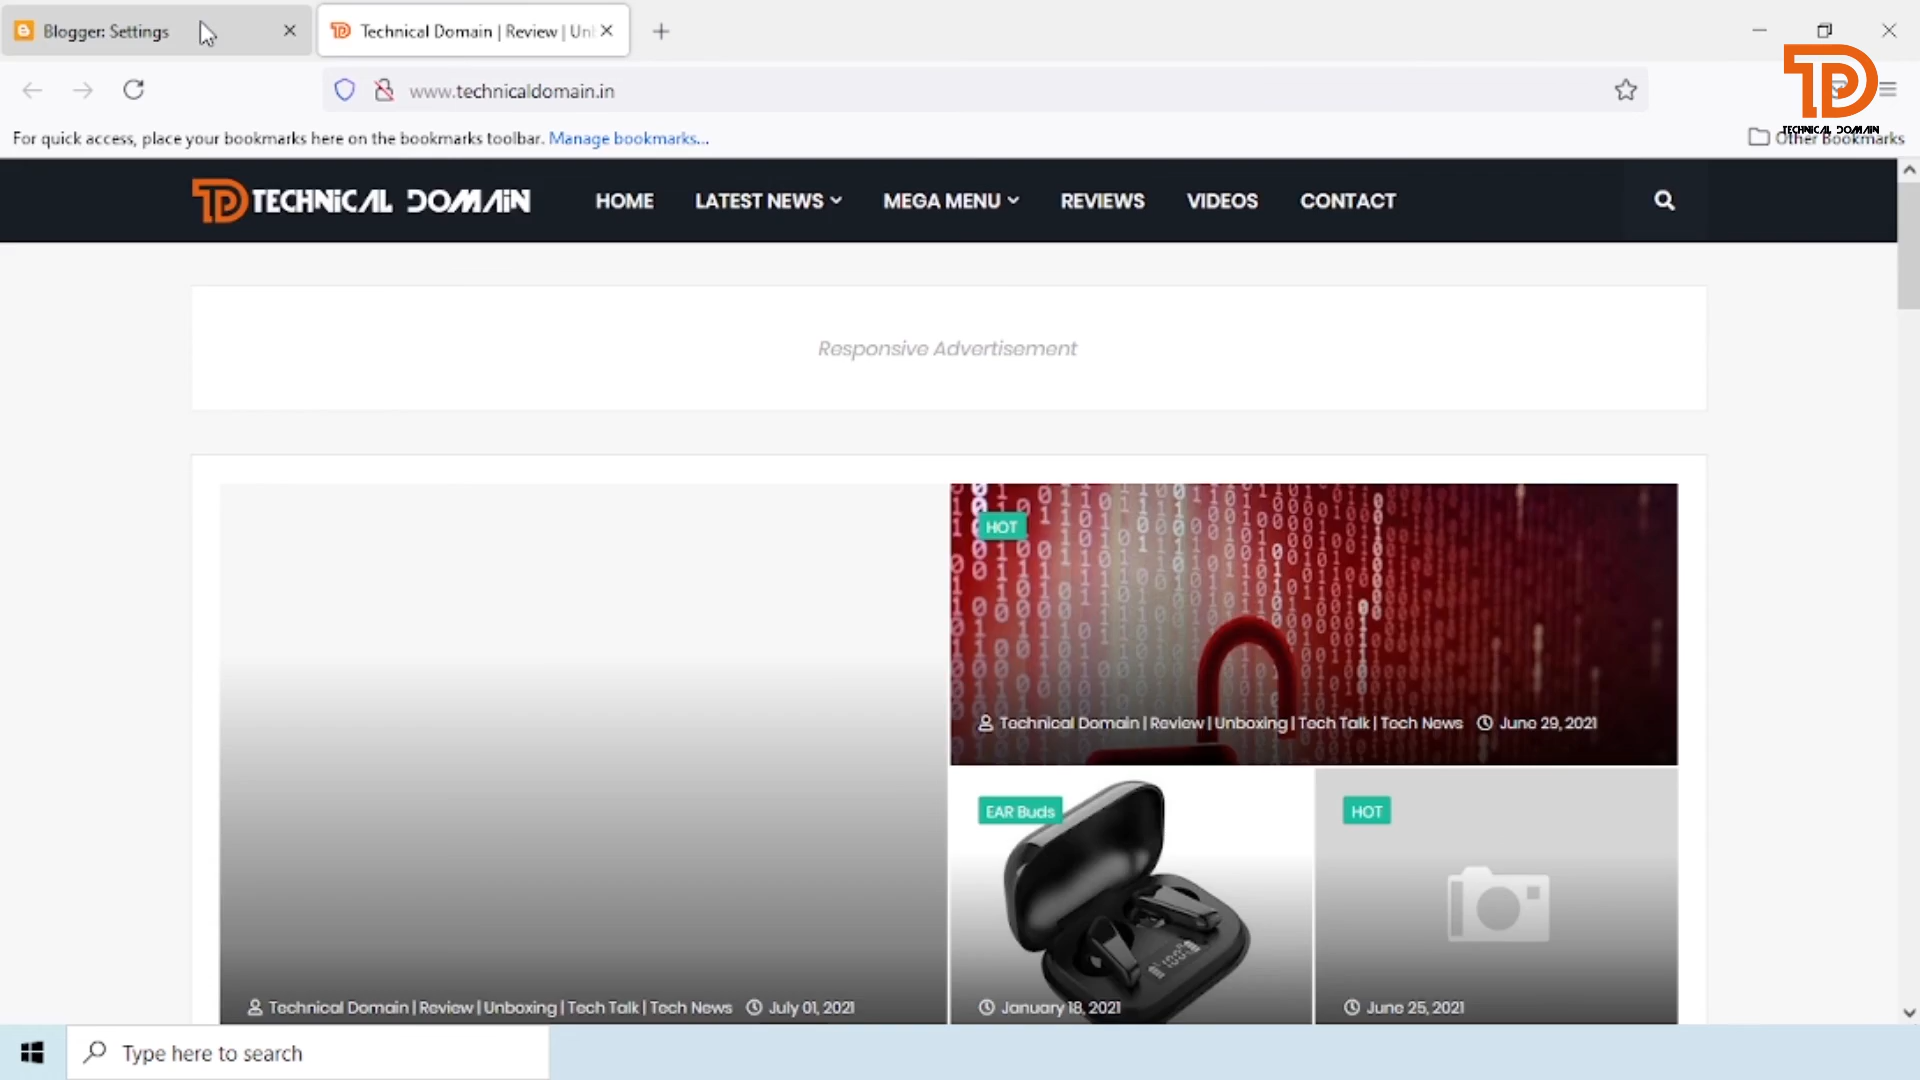 Blogger: Settings
Technical Domain | Review | Un
www.technicaldomain.in
TECHNICAL DOMAIN
For quick access, place your bookmarks here on the bookmarks toolbar. Manage bookmarks...
Other Bookmarks
TECHNICAL DOMAIN
HOME
LATEST NEWS
MEGA MENU
REVIEWS
VIDEOS
CONTACT
Responsive Advertisement
HOT
Technical Domain | Review | Unboxing | Tech Talk | Tech News June 29, 2021
EAR Buds
HOT
Technical Domain | Review | Unboxing | Tech Talk | Tech News July 01, 2021
January 18, 2021
June 25, 2021
Type here to search